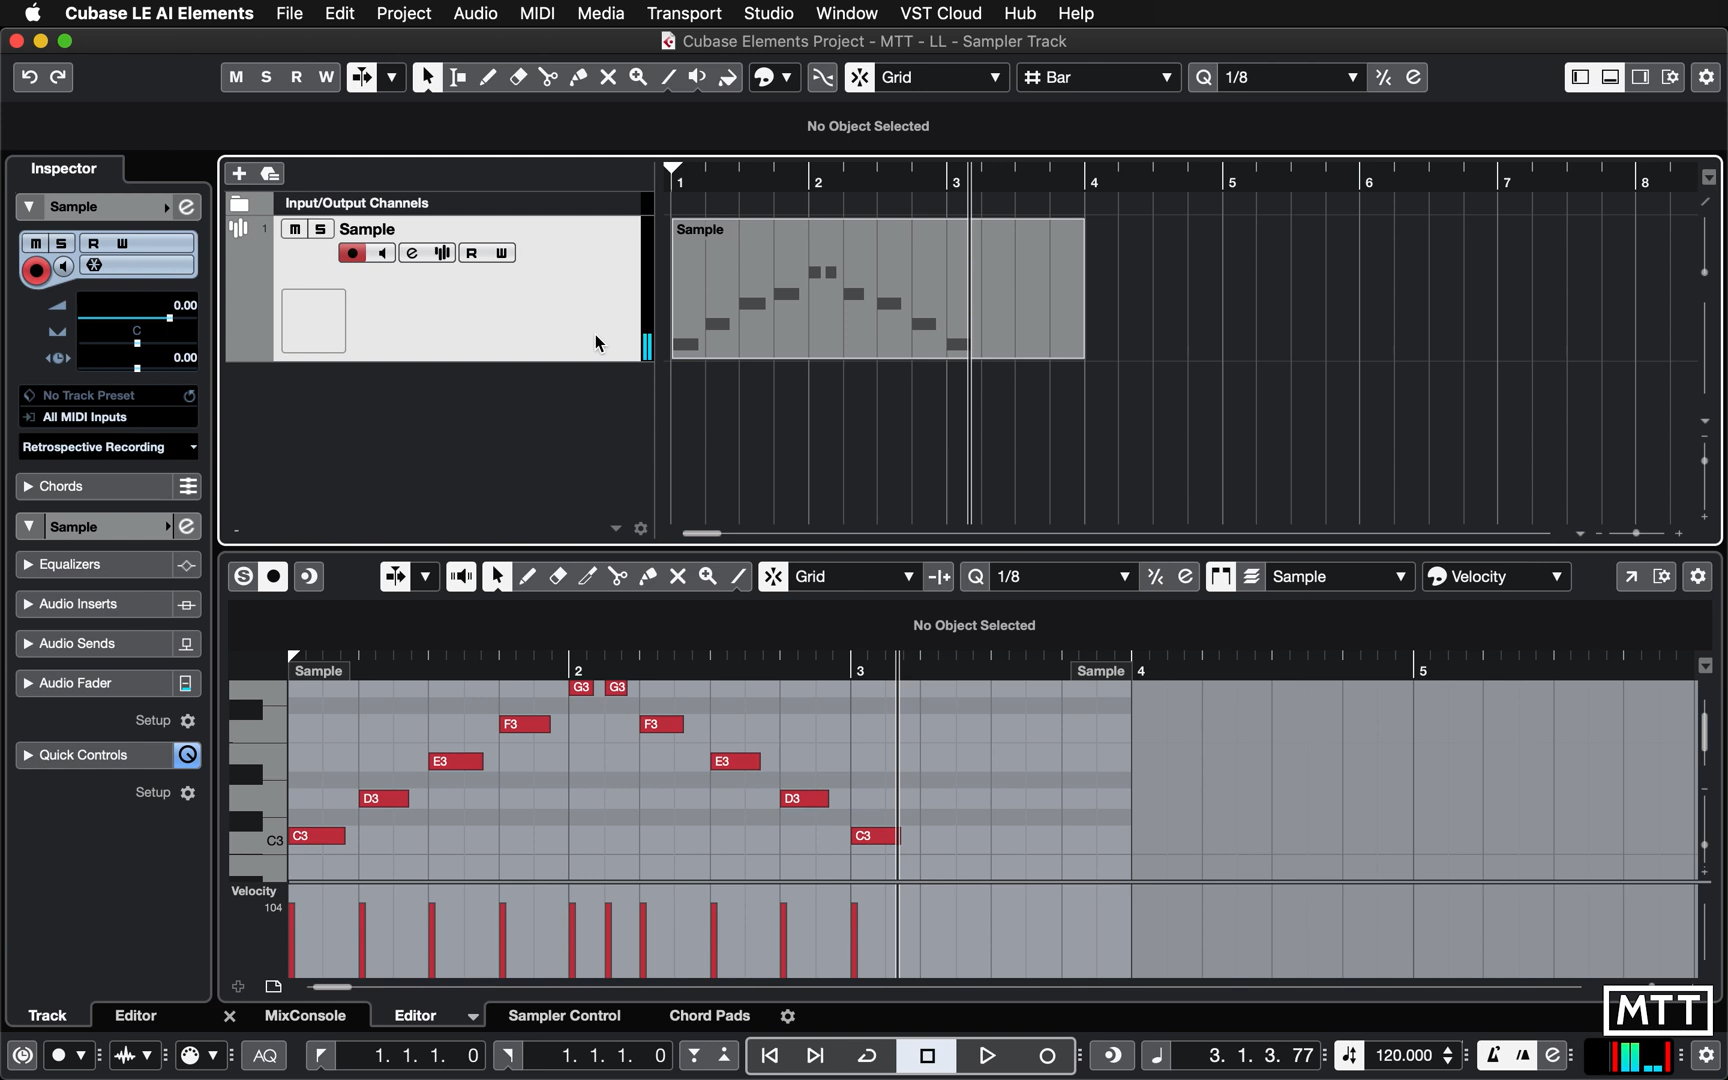 Cubase LE AI Elements File Edit Project Audio MIDI Media Transport Studio Window VST Cloud Hub Help
Cubase Elements Project - MTT - LL - Sampler Track
M S R W Grid Bar Q 1/8 e
No Object Selected
Inspector
1 2 3 4 5 6 7 8
Sample e
Input/Output Channels
1 m S Sample
e R W
Sample
m S R W
0.00
C
0.00
No Track Preset
All MIDI Inputs
Retrospective Recording
Chords
Sample e
Equalizers
Audio Inserts
Audio Sends
Audio Fader
Setup
Quick Controls
Setup
S Grid Q 1/8 e Sample Velocity
No Object Selected
Sample 2 3 Sample 4 5
G3 G3
F3 F3
E3 E3
D3 D3
C3 C3 C3
Velocity
104
MTT
Track Editor MixConsole Editor Sampler Control Chord Pads
AQ 1. 1. 1. 0 1. 1. 1. 0 3. 1. 3. 77 120.000 e